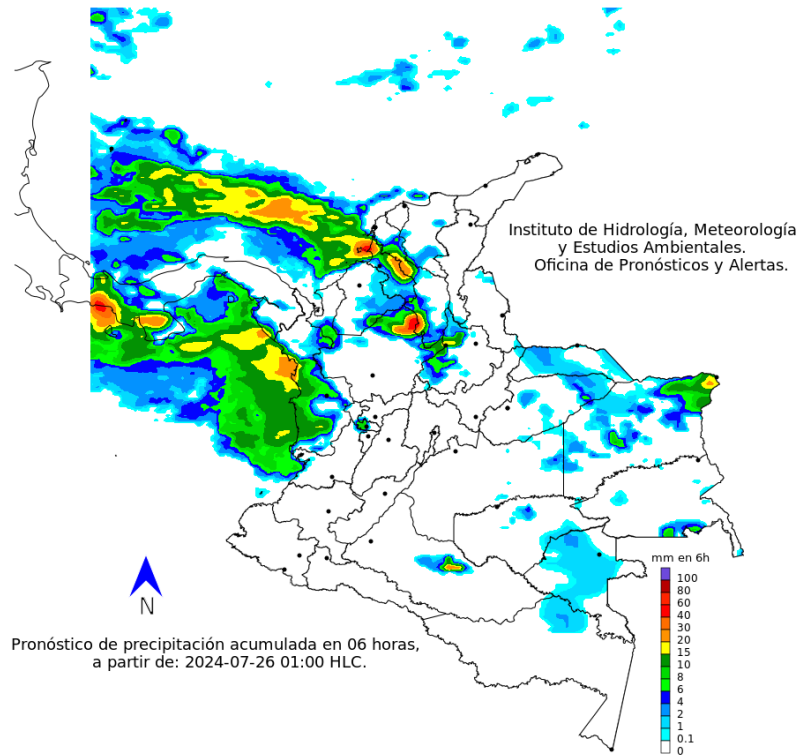 Instituto de Hidrología, Meteorología
y Estudios Ambientales.
Oficina de Pronósticos y Alertas.
mm en 6h
100
80
60
40
30
20
15
10
8
6
4
2
1
0.1
0
N
Pronóstico de precipitación acumulada en 06 horas,
a partir de: 2024-07-26 01:00 HLC.